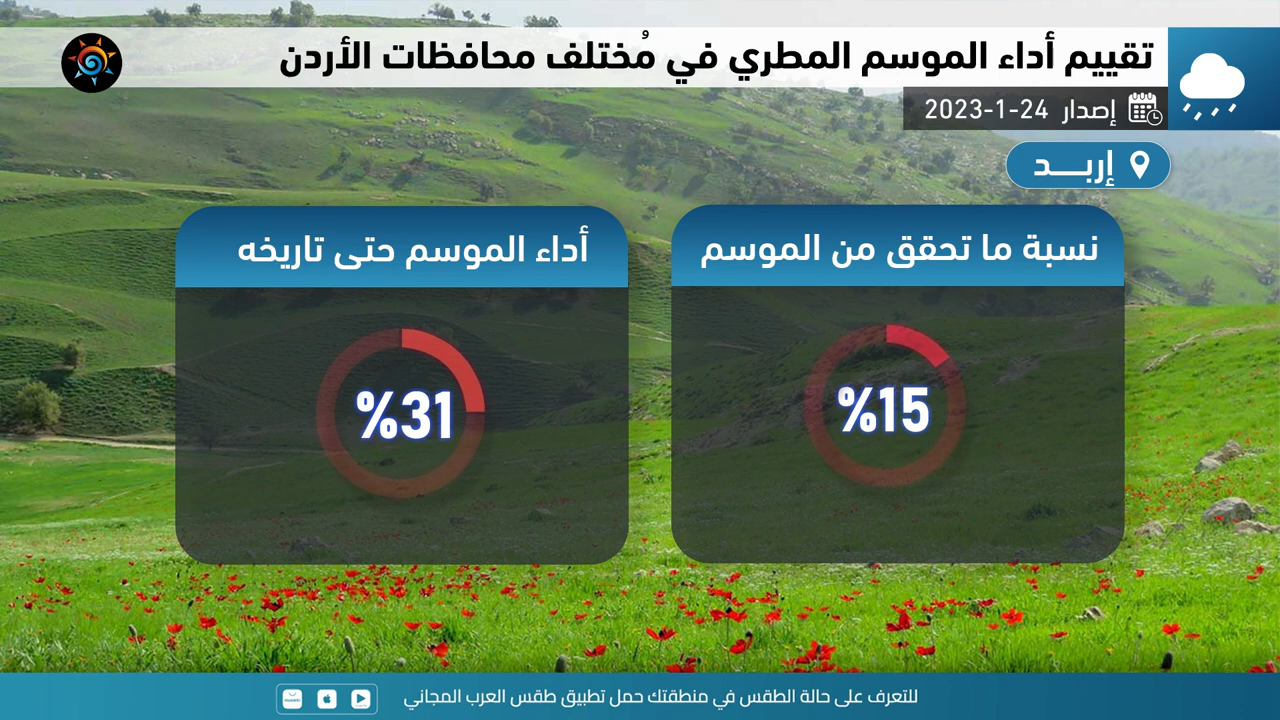 تقييم أداء الموسم المطري في مُختلف محافظات الأردن
إصدار 24-1-2023
إربـــد
نسبة ما تحقق من الموسم
%15
أداء الموسم حتى تاريخه
%31
للتعرف على حالة الطقس في منطقتك حمل تطبيق طقس العرب المجاني